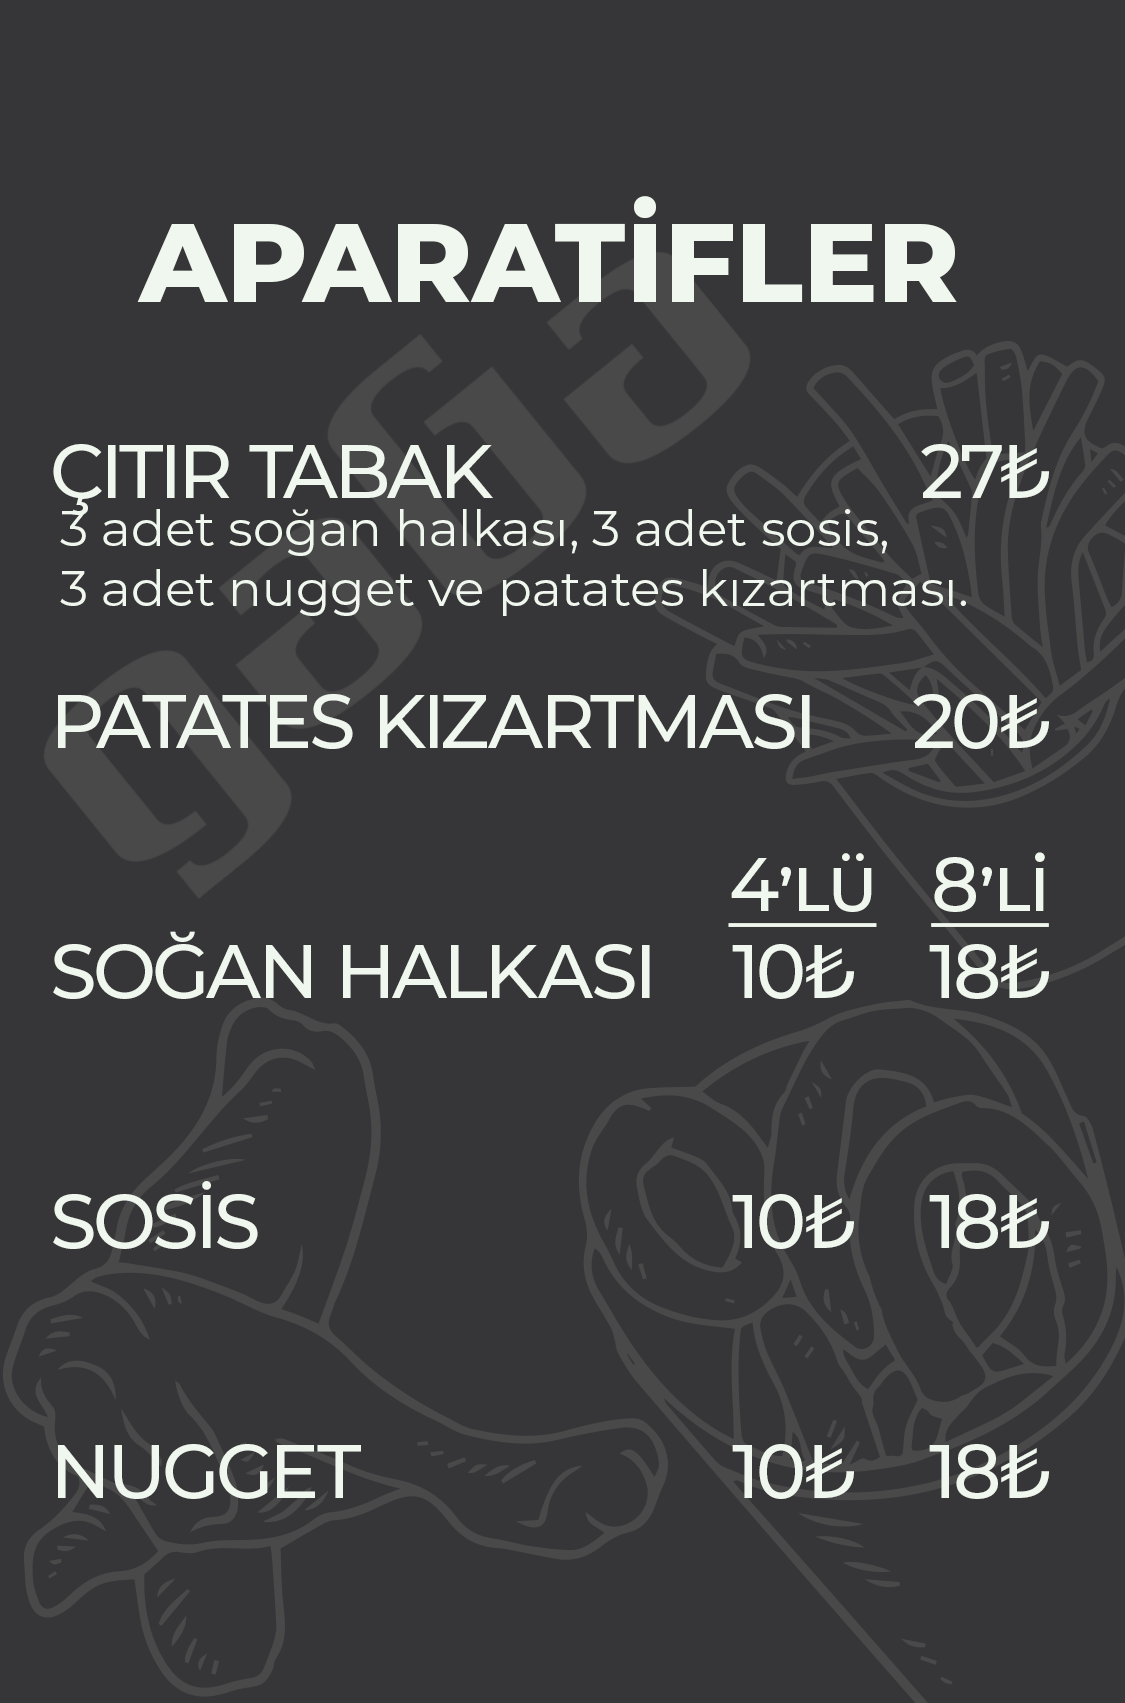 APARATİFLER
ÇITIR TABAK 27₺
3 adet soğan halkası, 3 adet sosis,
3 adet nugget ve patates kızartması.
PATATES KIZARTMASI 20₺
4’LÜ 8’Lİ
SOĞAN HALKASI 10₺ 18₺
SOSİS 10₺ 18₺
NUGGET 10₺ 18₺